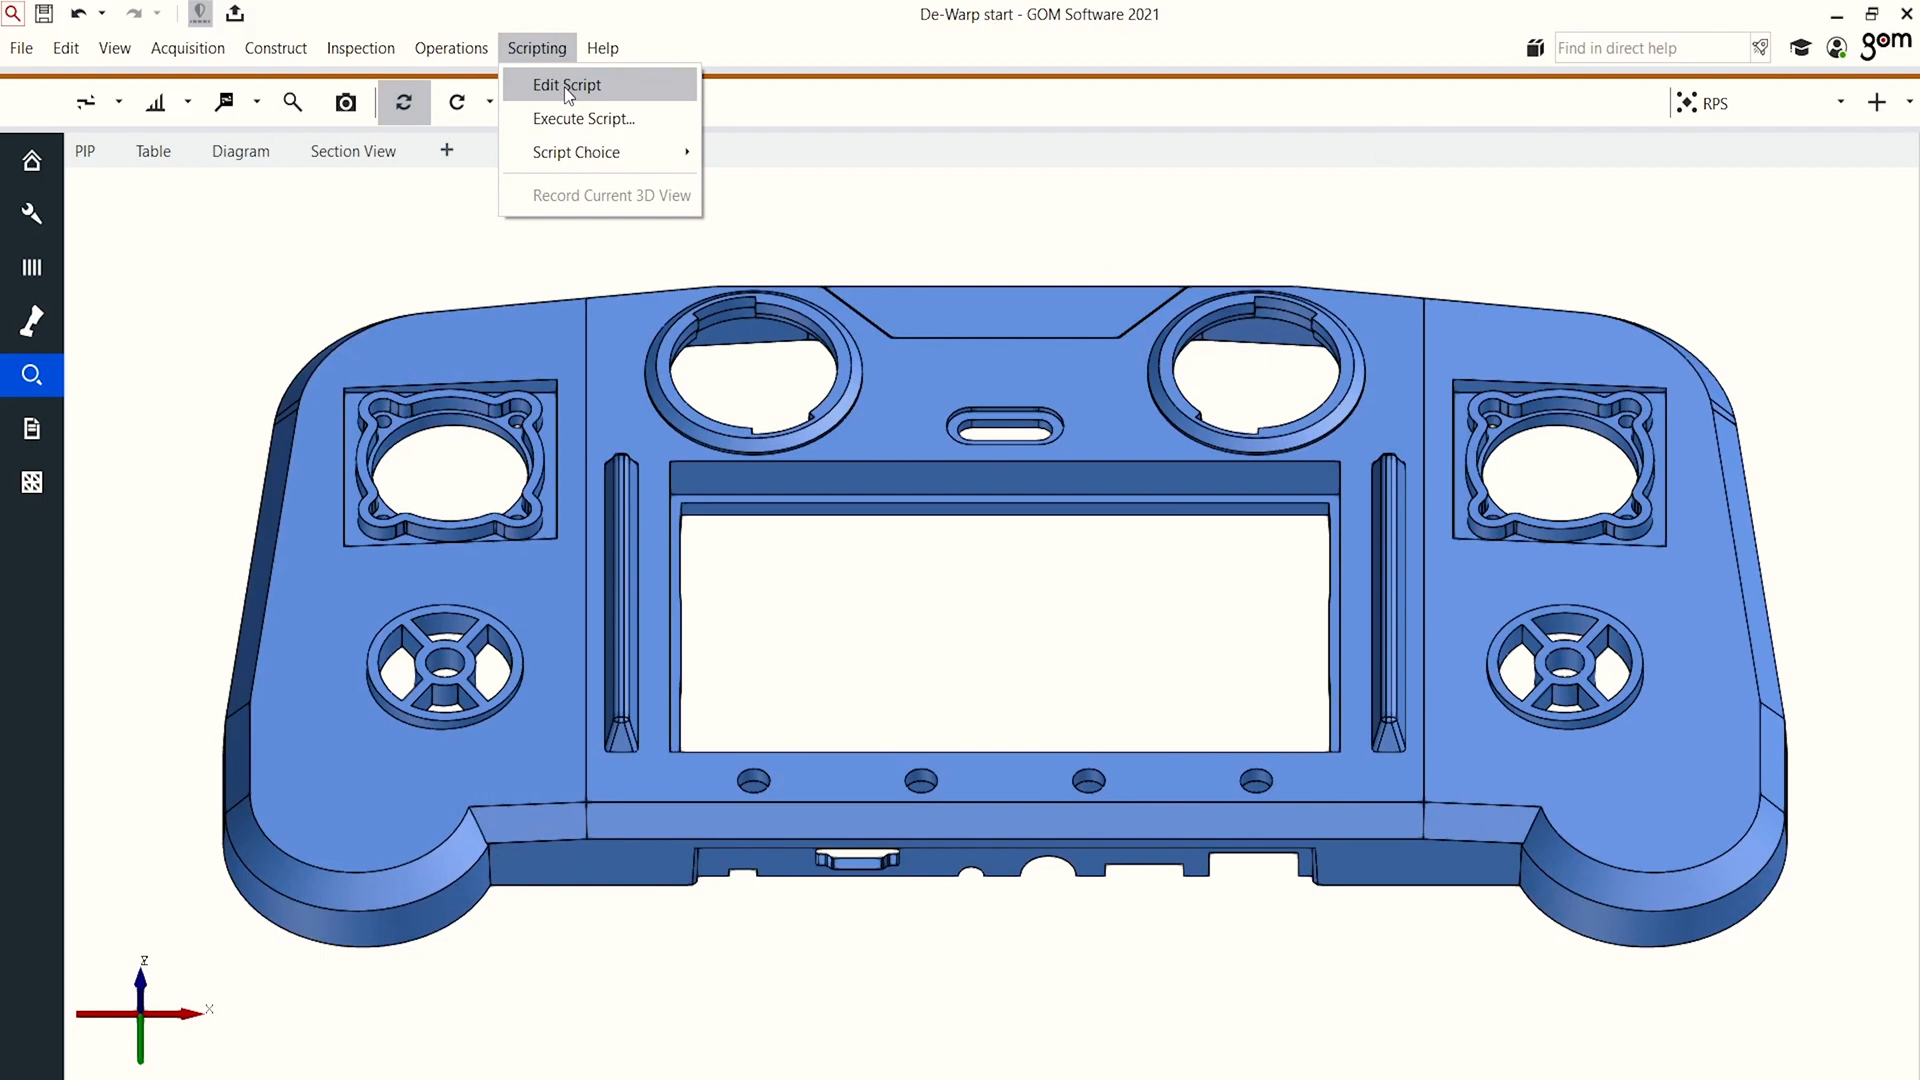 De-Warp start - GOM Software 2021
File Edit View Acquisition Construct Inspection Operations Scripting Help
Find in direct help
gom
Edit Script
Execute Script...
Script Choice
Record Current 3D View
RPS
PIP Table Diagram Section View +
Z
X